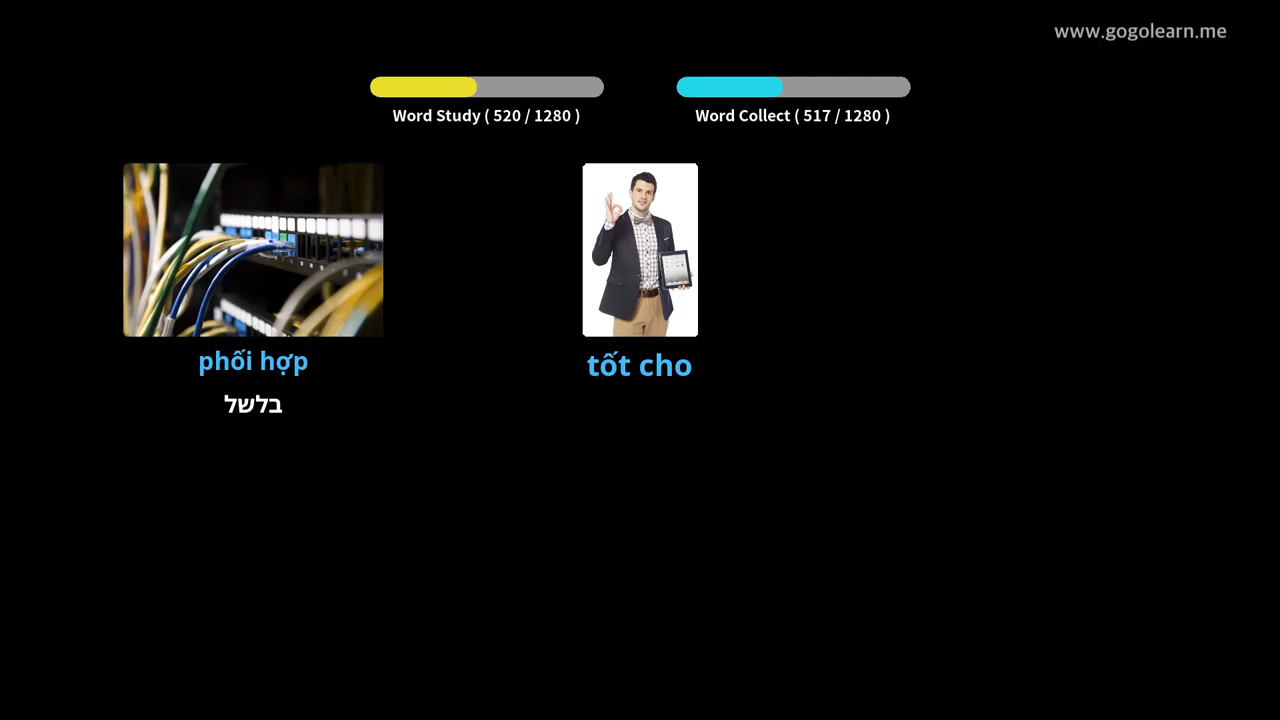 www.gogolearn.me
Word Study ( 520 / 1280 )
Word Collect ( 517 / 1280 )
phối hợp
בלשל
tốt cho